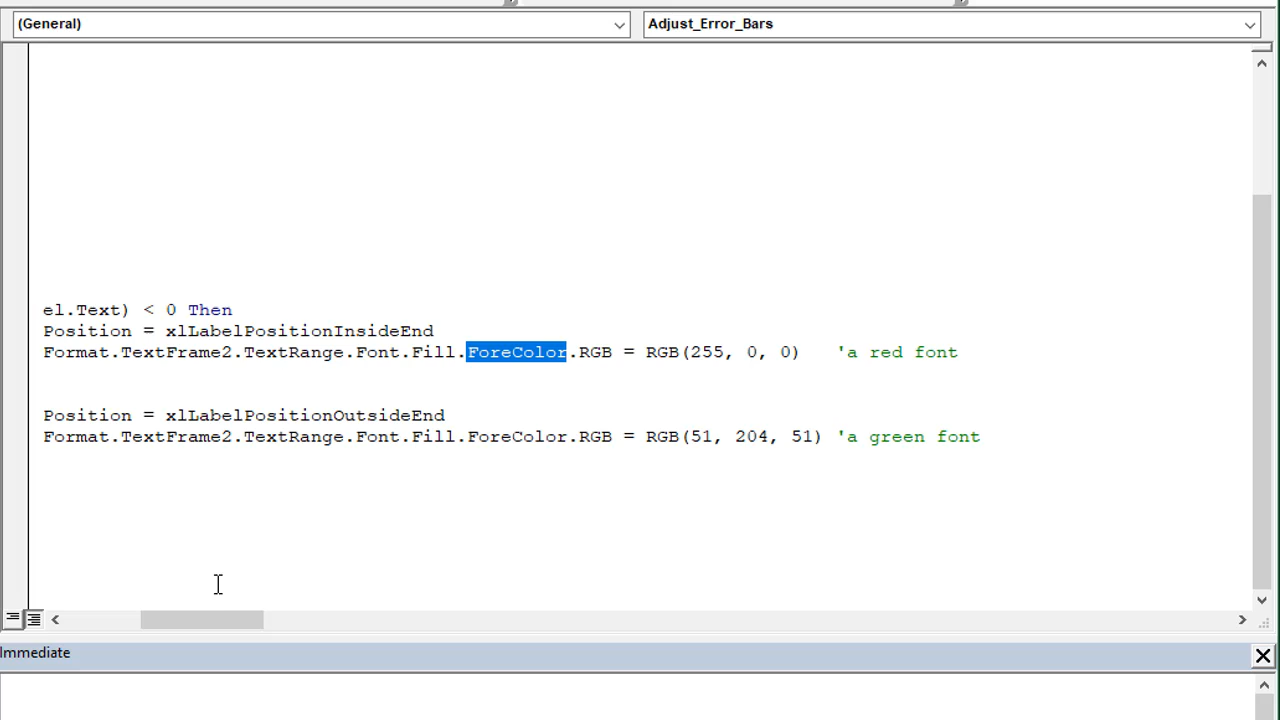 (General) Adjust_Error_Bars
el.Text) < 0 Then
Position = xlLabelPositionInsideEnd
Format.TextFrame2.TextRange.Font.Fill.ForeColor.RGB = RGB(255, 0, 0) 'a red font
Position = xlLabelPositionOutsideEnd
Format.TextFrame2.TextRange.Font.Fill.ForeColor.RGB = RGB(51, 204, 51) 'a green font
Immediate